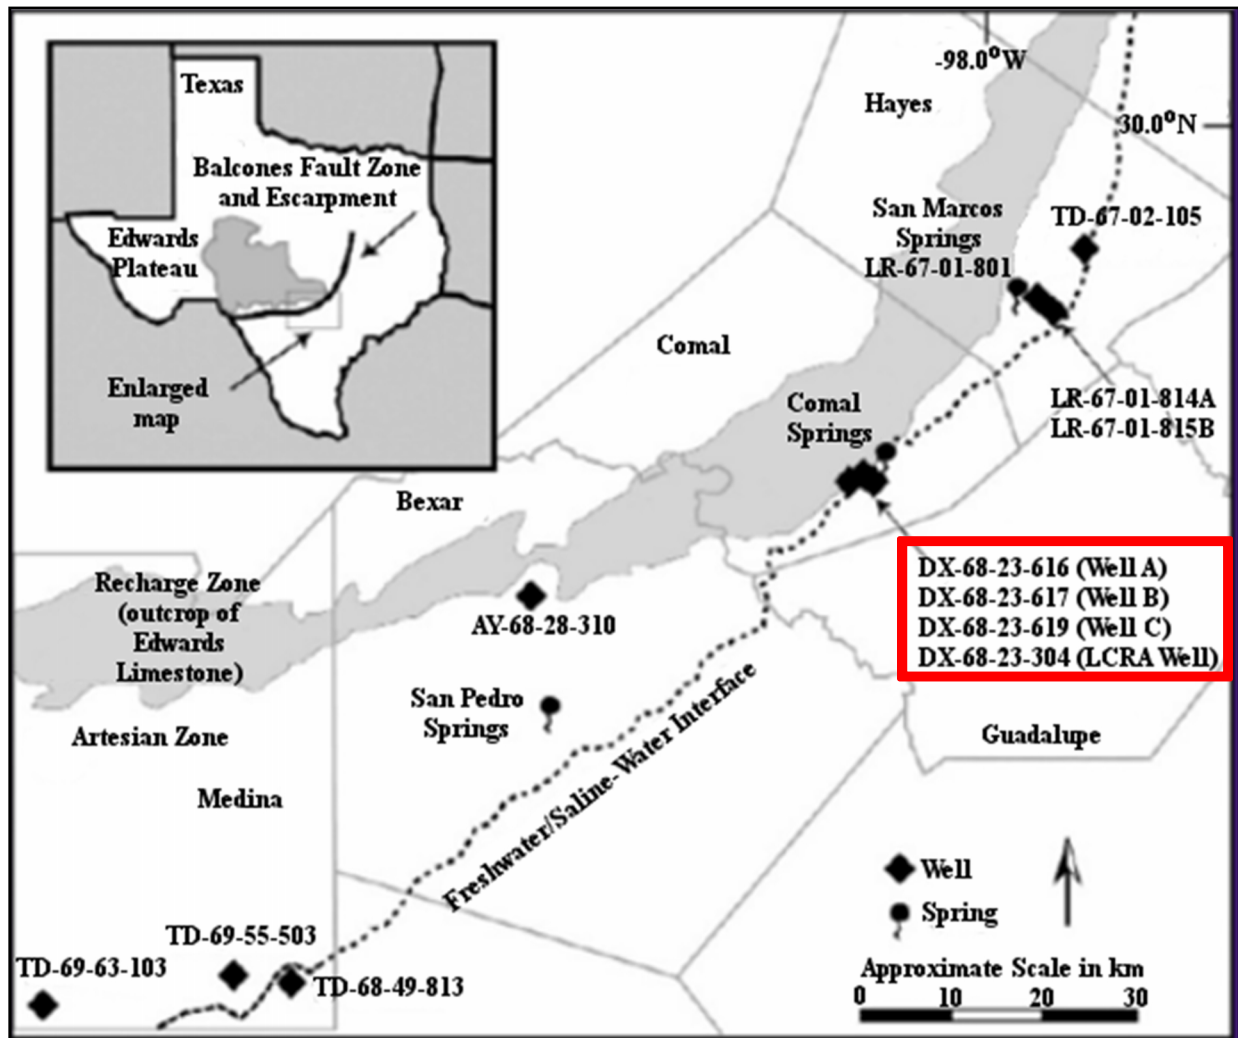 Texas
Balcones Fault Zone
and Escarpment
Edwards
Plateau
Enlarged
map
-98.0°W
Hayes
30.0°N
San Marcos
Springs
LR-67-01-801
TD-67-02-105
Comal
LR-67-01-814A
LR-67-01-815B
Comal
Springs
Bexar
DX-68-23-616 (Well A)
DX-68-23-617 (Well B)
DX-68-23-619 (Well C)
DX-68-23-304 (LCRA Well)
Recharge Zone
(outcrop of
Edwards
Limestone)
AY-68-28-310
San Pedro
Springs
Artesian Zone
Guadalupe
Medina
Freshwater/Saline-Water Interface
Well
Spring
TD-69-55-503
TD-69-63-103
TD-68-49-813
Approximate Scale in km
0 10 20 30